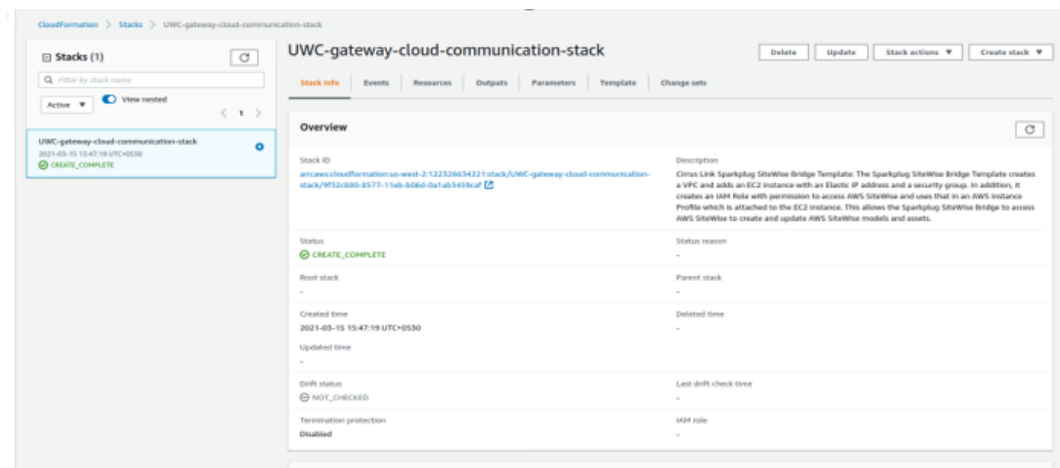 CloudFormation > Stacks > UWC-gateway-cloud-communication-stack
Stacks (1)
Filter by stack name
Active
View nested
< 1 >
UWC-gateway-cloud-communication-stack
2021-03-15 15:47:19 UTC+0530
CREATE_COMPLETE
UWC-gateway-cloud-communication-stack
Delete
Update
Stack actions
Create stack
Stack info
Events
Resources
Outputs
Parameters
Template
Change sets
Overview
Stack ID
arn:aws:cloudformation:us-west-2:122326634221:stack/UWC-gateway-cloud-communication-
stack/9f32c880-8577-11eb-b06d-0a1ab3459caf
Description
Cirrus Link Sparkplug SiteWise Bridge Template: The Sparkplug SiteWise Bridge Template creates
a VPC and adds an EC2 instance with an Elastic IP address and a security group. In addition, it
creates an IAM Role with permission to access AWS SiteWise and uses that in an AWS Instance
Profile which is attached to the EC2 instance. This allows the Sparkplug SiteWise Bridge to access
AWS SiteWise to create and update AWS SiteWise models and assets.
Status
CREATE_COMPLETE
Status reason
-
Root stack
-
Parent stack
-
Created time
2021-03-15 15:47:19 UTC+0530
Deleted time
-
Updated time
-
Drift status
NOT_CHECKED
Last drift check time
-
Termination protection
Disabled
IAM role
-